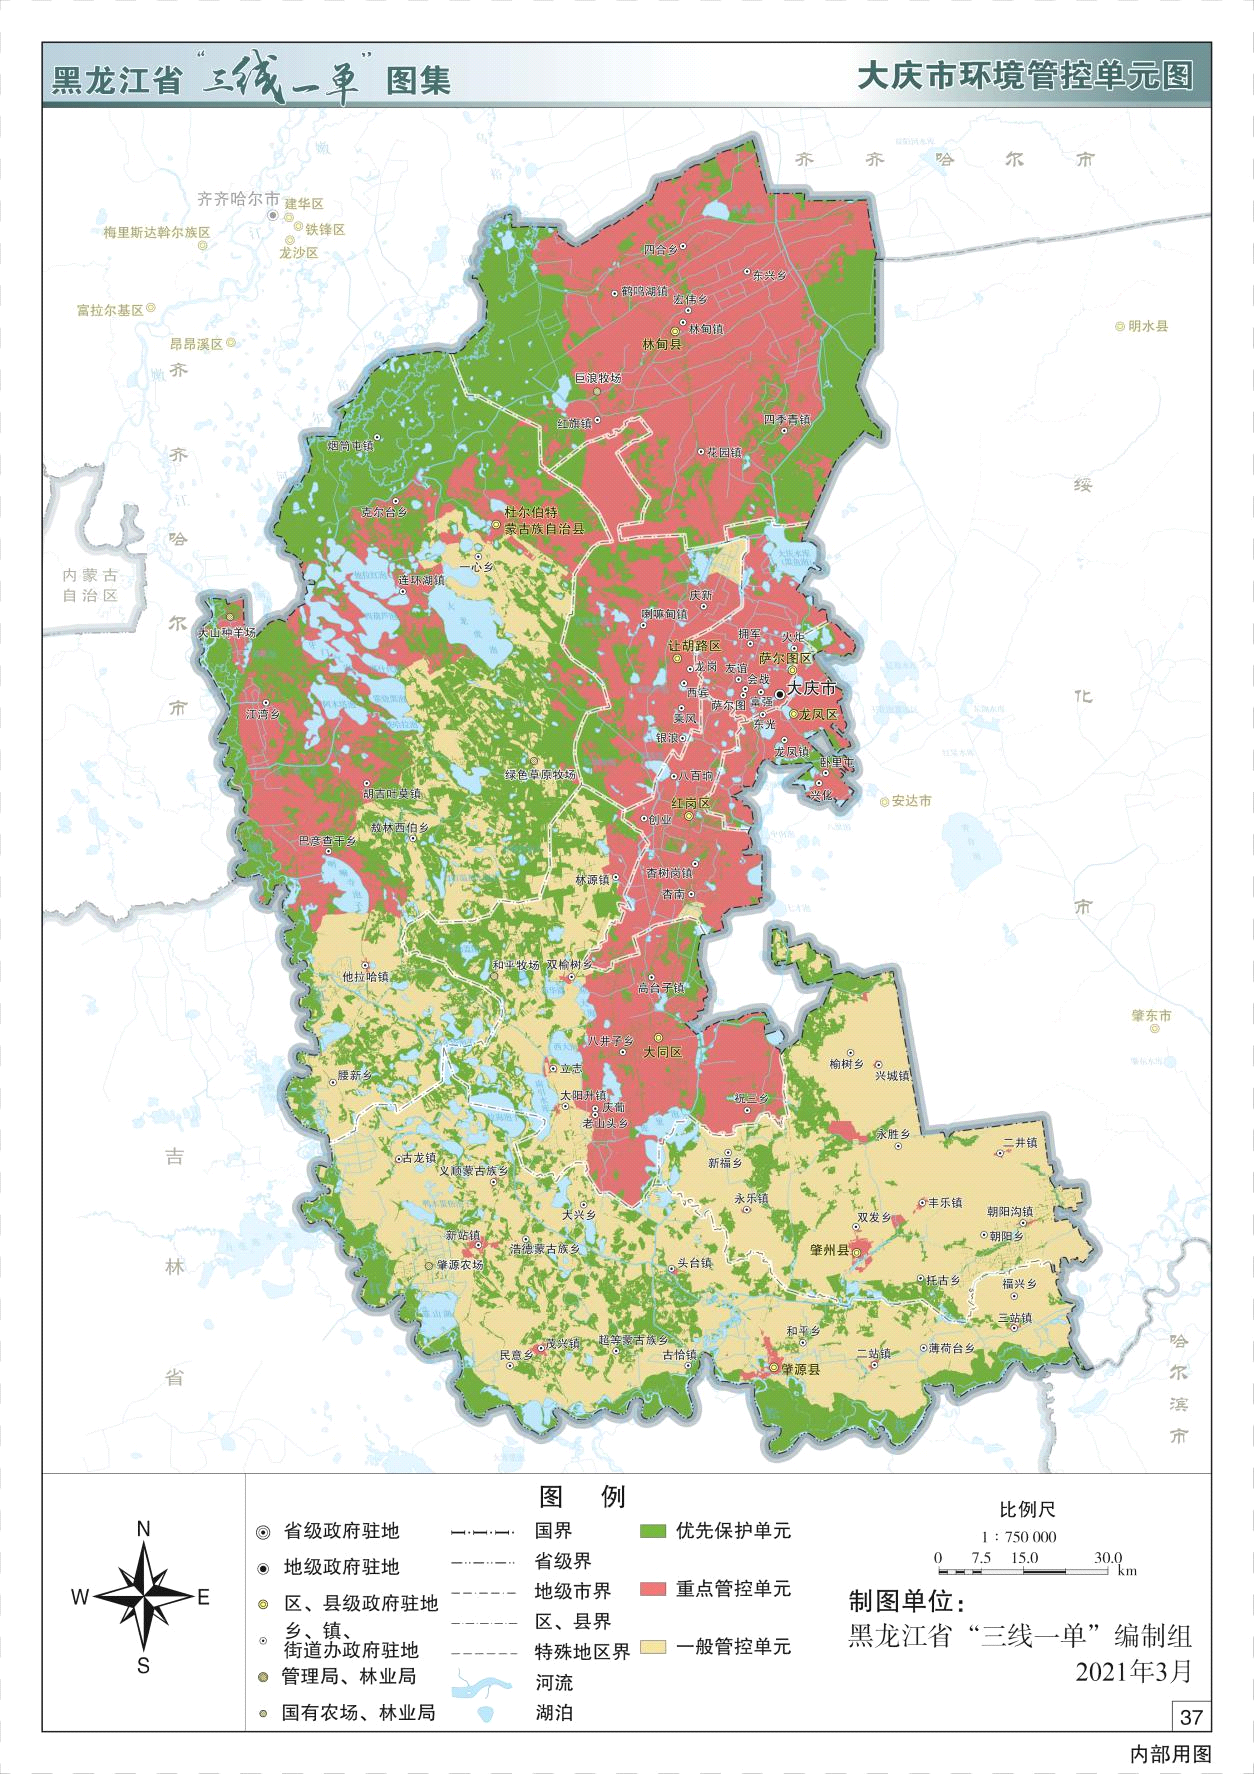 黑龙江省“三线一单”图集
大庆市环境管控单元图
齐 齐 哈 尔 市
齐齐哈尔市
建华区
铁锋区
梅里斯达斡尔族区
龙沙区
富拉尔基区
昂昂溪区
明水县
四合乡
东兴乡
鹤鸣湖镇
宏伟乡
林甸镇
林甸县
巨浪牧场
红旗镇
四季青镇
花园镇
烟筒屯镇
克尔台乡
杜尔伯特
蒙古族自治县
一心乡
连环湖镇
齐
齐
哈
尔
市
内蒙古
自治区
绥
化
市
大庆水库
(黑鱼泡)
庆新
喇嘛甸镇
拥军
火炬
让胡路区
萨尔图区
龙岗
友谊
会战
西宾
萨尔图
富强
大庆市
乘风
东光
龙凤区
银浪
龙凤镇
卧里屯
八百垧
兴化
红岗区
创业
安达市
大山种羊场
江湾乡
绿色草原牧场
胡吉吐莫镇
敖林西伯乡
巴彦查干乡
林源镇
杏树岗镇
杏南
他拉哈镇
和平牧场
双榆树乡
高台子镇
肇东市
八井子乡
大同区
榆树乡
兴城镇
腰新乡
立志
太阳升镇
庆葡
老山头乡
祝三乡
永胜乡
二井镇
吉
林
省
古龙镇
义顺蒙古族乡
新福乡
永乐镇
大兴乡
丰乐镇
双发乡
朝阳沟镇
朝阳乡
新站镇
浩德蒙古族乡
肇州县
肇源农场
头台镇
托古乡
福兴乡
三站镇
和平乡
茂兴镇
超等蒙古族乡
民意乡
古恰镇
二站镇
薄荷台乡
肇源县
哈
尔
滨
市
图 例
N
W
E
S
省级政府驻地
地级政府驻地
区、县级政府驻地
乡、镇、
街道办政府驻地
管理局、林业局
国有农场、林业局
国界
省级界
地级市界
区、县界
特殊地区界
河流
湖泊
优先保护单元
重点管控单元
一般管控单元
比例尺
1：750 000
0 7.5 15.0 30.0
km
制图单位：
黑龙江省“三线一单”编制组
2021年3月
37
内部用图